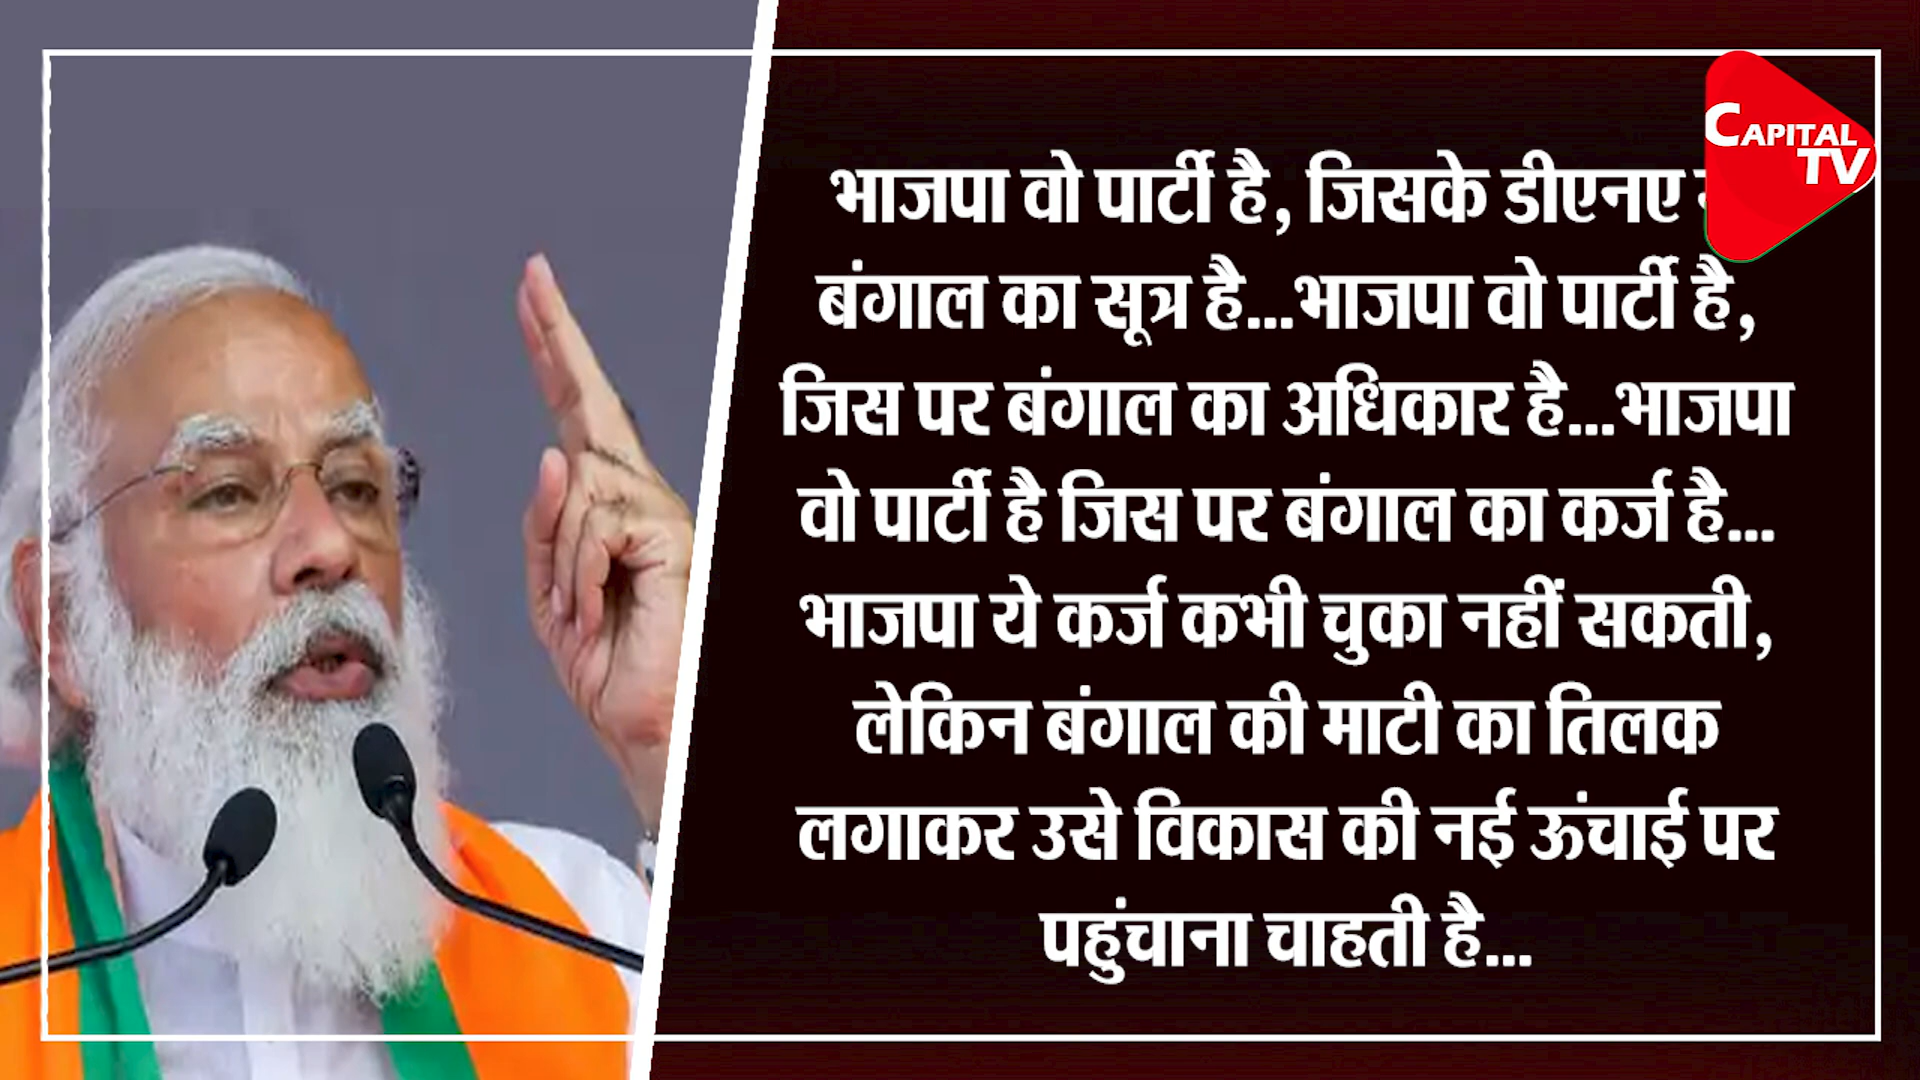 भाजपा वो पार्टी है, जिसके डीएनए
बंगाल का सूत्र है...भाजपा वो पार्टी है,
जिस पर बंगाल का अधिकार है...भाजपा
वो पार्टी है जिस पर बंगाल का कर्ज है...
भाजपा ये कर्ज कभी चुका नहीं सकती,
लेकिन बंगाल की माटी का तिलक
लगाकर उसे विकास की नई ऊंचाई पर
पहुंचाना चाहती है...
CAPITAL
TV